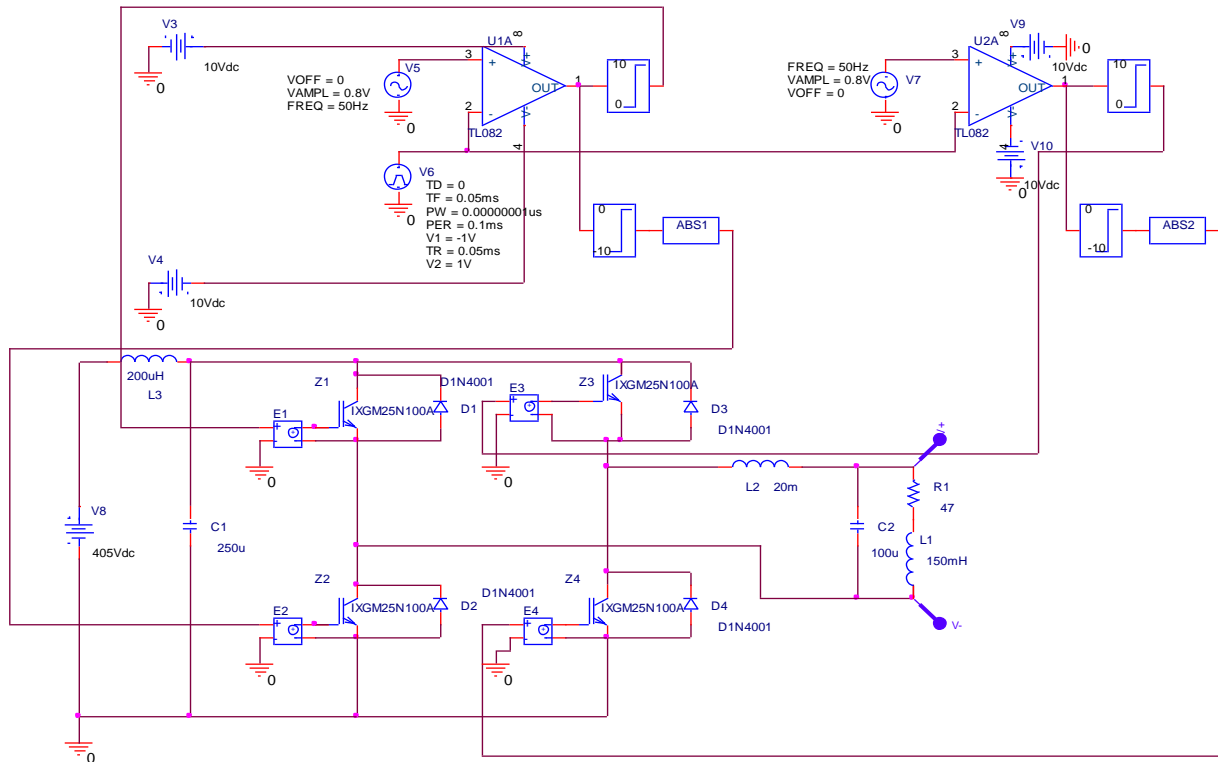 V3
10Vdc
0
V5
VOFF = 0
VAMPL = 0.8V
FREQ = 50Hz
0
U1A
8
V+
3
+
2
-
OUT
1
V-
4
TL082
10
0
V6
TD = 0
TF = 0.05ms
PW = 0.00000001us
PER = 0.1ms
V1 = -1V
TR = 0.05ms
V2 = 1V
0
0
-10
ABS1
V4
10Vdc
0
FREQ = 50Hz
VAMPL = 0.8V
VOFF = 0
V7
0
U2A
8
V+
V9
10Vdc
0
3
+
2
-
OUT
1
V-
4
TL082
V10
10Vdc
0
10
0
0
-10
ABS2
200uH
L3
V8
405Vdc
0
C1
250u
E1
+
-
+
-
0
Z1
IXGM25N100A
D1N4001
D1
E3
+
-
+
-
0
Z3
IXGM25N100A
D3
D1N4001
L2
20m
V+
R1
47
C2
100u
L1
150mH
V-
E2
+
-
+
-
0
Z2
IXGM25N100A
D2
D1N4001
E4
+
-
+
-
0
Z4
IXGM25N100A
D4
D1N4001